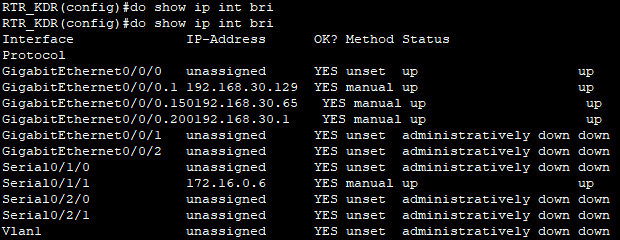 RTR_KDR(config)#do show ip int bri
RTR_KDR(config)#do show ip int bri
Interface              IP-Address      OK? Method Status
Protocol
GigabitEthernet0/0/0   unassigned      YES unset  up                    up
GigabitEthernet0/0/0.1 192.168.30.129  YES manual up                    up
GigabitEthernet0/0/0.150192.168.30.65   YES manual up                    up
GigabitEthernet0/0/0.200192.168.30.1    YES manual up                    up
GigabitEthernet0/0/1   unassigned      YES unset  administratively down down
GigabitEthernet0/0/2   unassigned      YES unset  administratively down down
Serial0/1/0            unassigned      YES unset  administratively down down
Serial0/1/1            172.16.0.6      YES manual up                    up
Serial0/2/0            unassigned      YES unset  administratively down down
Serial0/2/1            unassigned      YES unset  administratively down down
Vlan1                  unassigned      YES unset  administratively down down